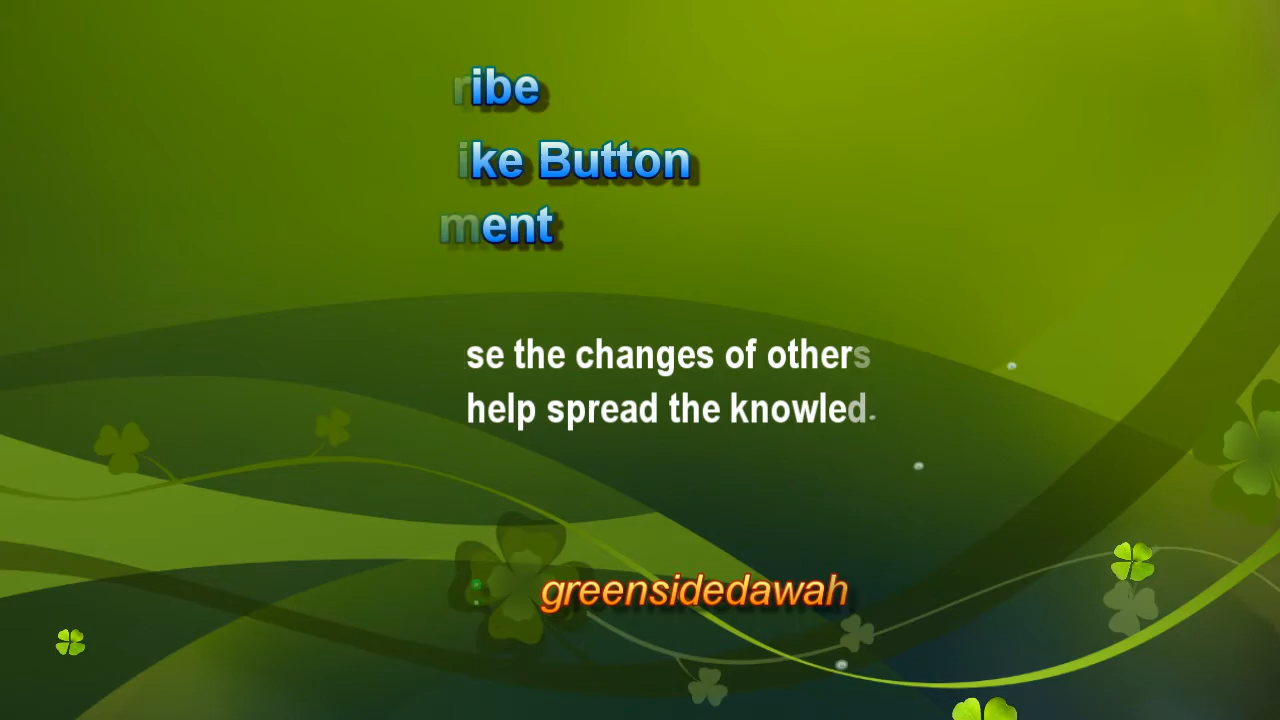 ribe
ike Button
ment
se the changes of others
help spread the knowled
greensidedawah